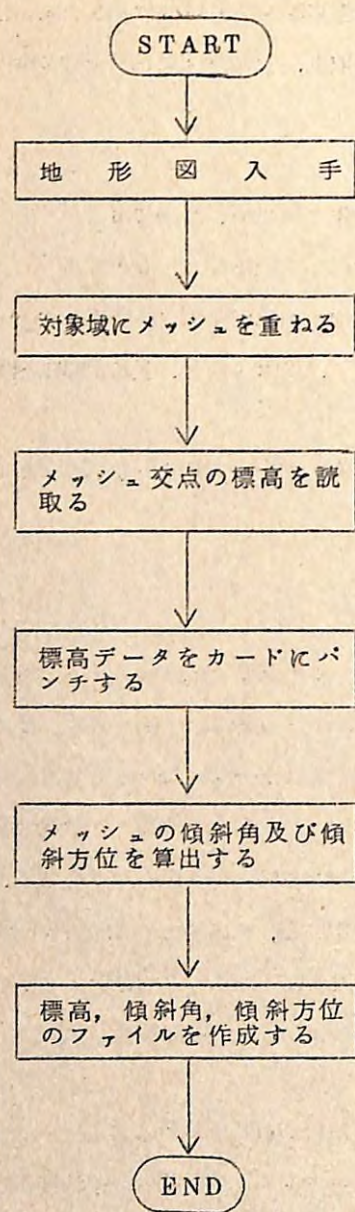 START
地形図入手
対象域にメッシュを重ねる
メッシュ交点の標高を読
取る
標高データをカードにパ
ンチする
メッシュの傾斜角及び傾
斜方位を算出する
標高,傾斜角,傾斜方位
のファイルを作成する
END